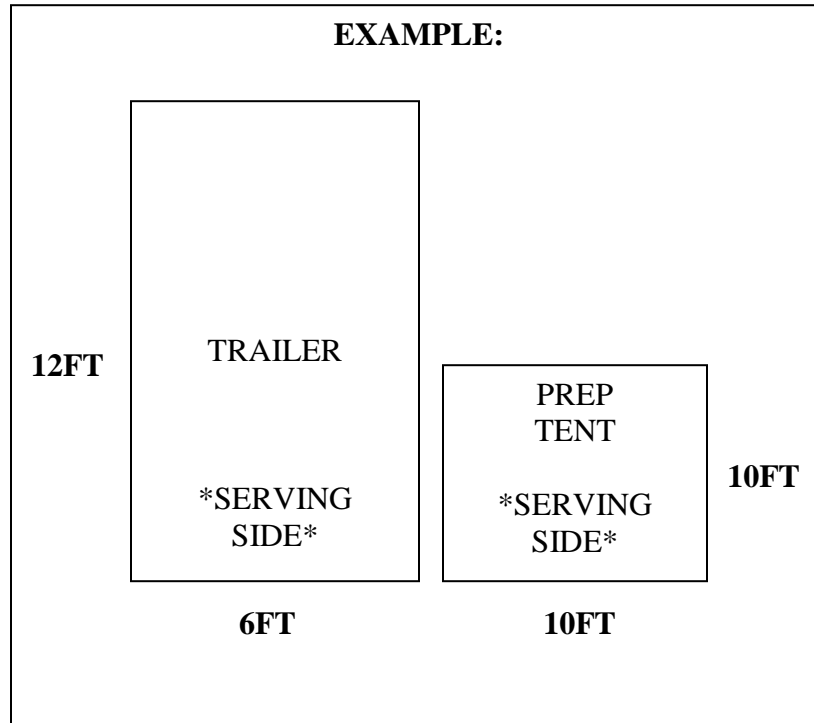 EXAMPLE:
12FT
TRAILER
*SERVING
SIDE*
6FT
PREP
TENT
*SERVING
SIDE*
10FT
10FT